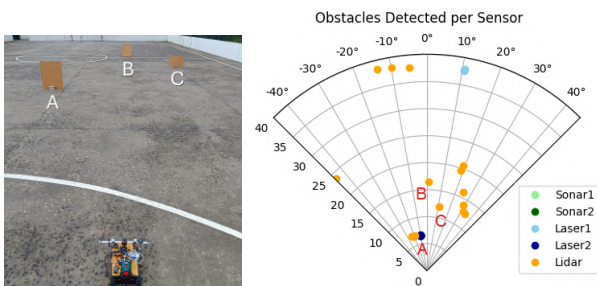 A
B
C
Obstacles Detected per Sensor
-40°
-30°
-20°
-10°
0°
10°
20°
30°
40°
40
35
30
25
20
15
10
5
0
B
C
A
Sonar1
Sonar2
Laser1
Laser2
Lidar